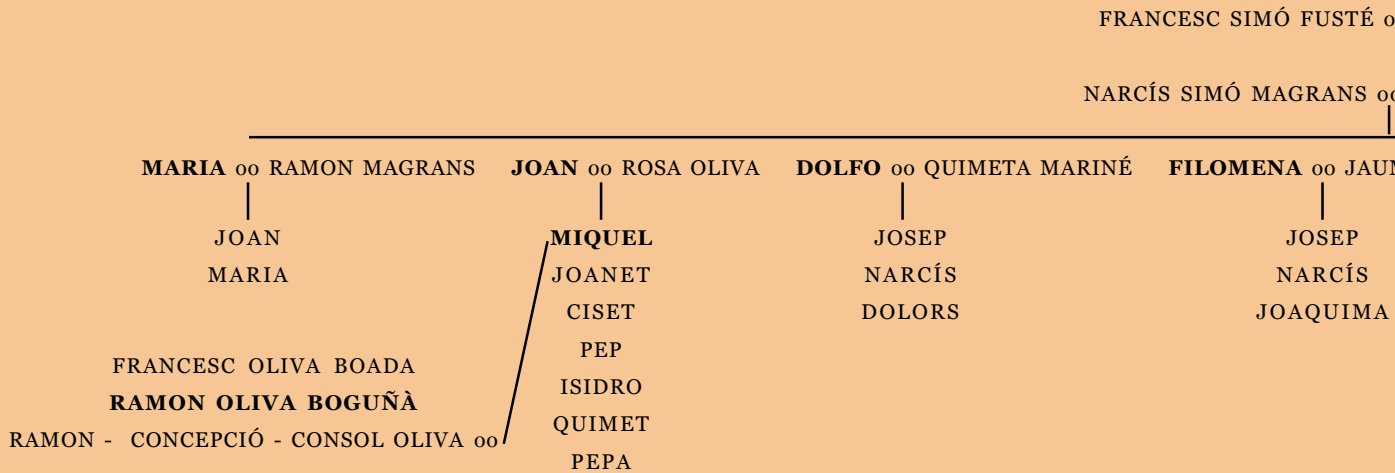 FRANCESC SIMÓ FUSTÉ o
NARCÍS SIMÓ MAGRANS oo
MARIA oo RAMON MAGRANS JOAN oo ROSA OLIVA DOLFO oo QUIMETA MARINÉ FILOMENA oo
JOAN MIQUEL JOSEP JOSEP
MARIA JOANET NARCÍS NARCÍS
CISET DOLORS JOAQUIMA
PEP
FRANCESC OLIVA BOADA
ISIDRO
RAMON OLIVA BOGUÑÀ
QUIMET
RAMON - CONCEPCIÓ - CONSOL OLIVA oo
PEPA